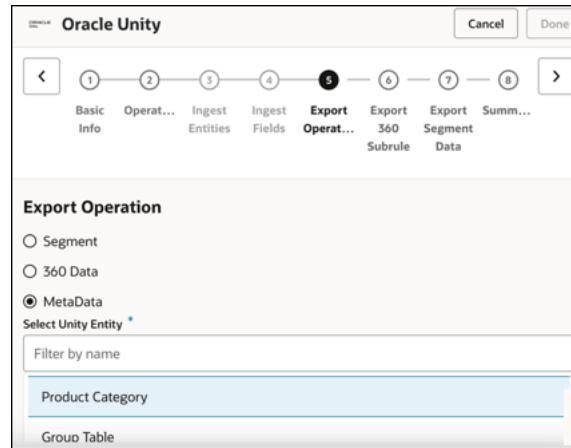 Oracle Unity
Cancel
Done
1
2
3
4
5
6
7
8
Basic Info
Operat...
Ingest Entities
Ingest Fields
Export Operat...
Export 360 Subrule
Export Segment Data
Summ...
Export Operation
Segment
360 Data
MetaData
Select Unity Entity *
Filter by name
Product Category
Group Table